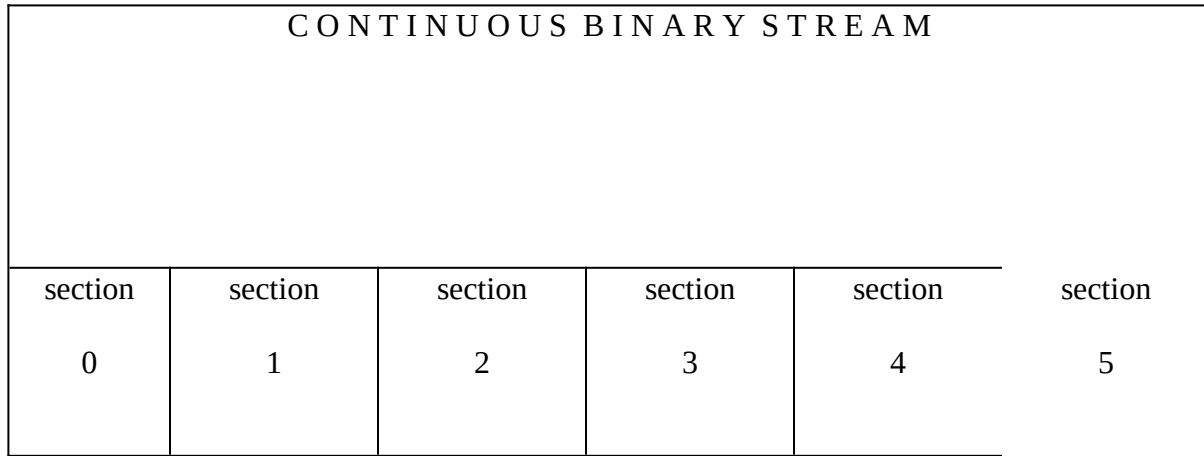 C O N T I N U O U S B I N A R Y S T R E A M
section section section section section section
0 1 2 3 4 5